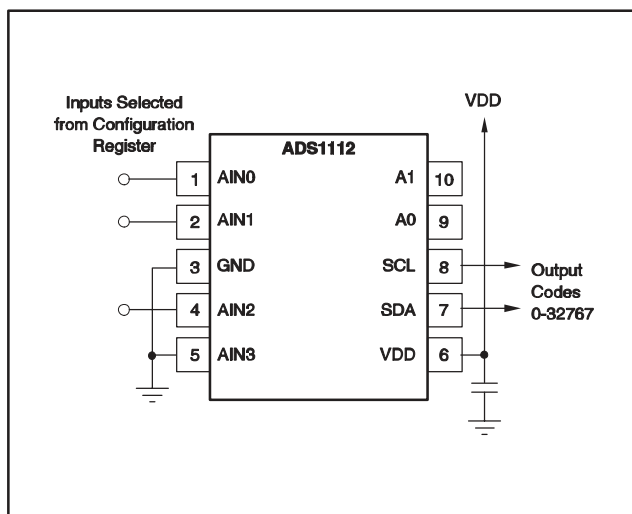 Inputs Selected
from Configuration
Register
VDD
ADS1112
1 AIN0 A1 10
2 AIN1 A0 9
3 GND SCL 8
4 AIN2 SDA 7
5 AIN3 VDD 6
Output
Codes
0-32767